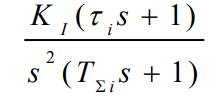 K_I(τ_i s + 1)
s^2(T_Σi s + 1)